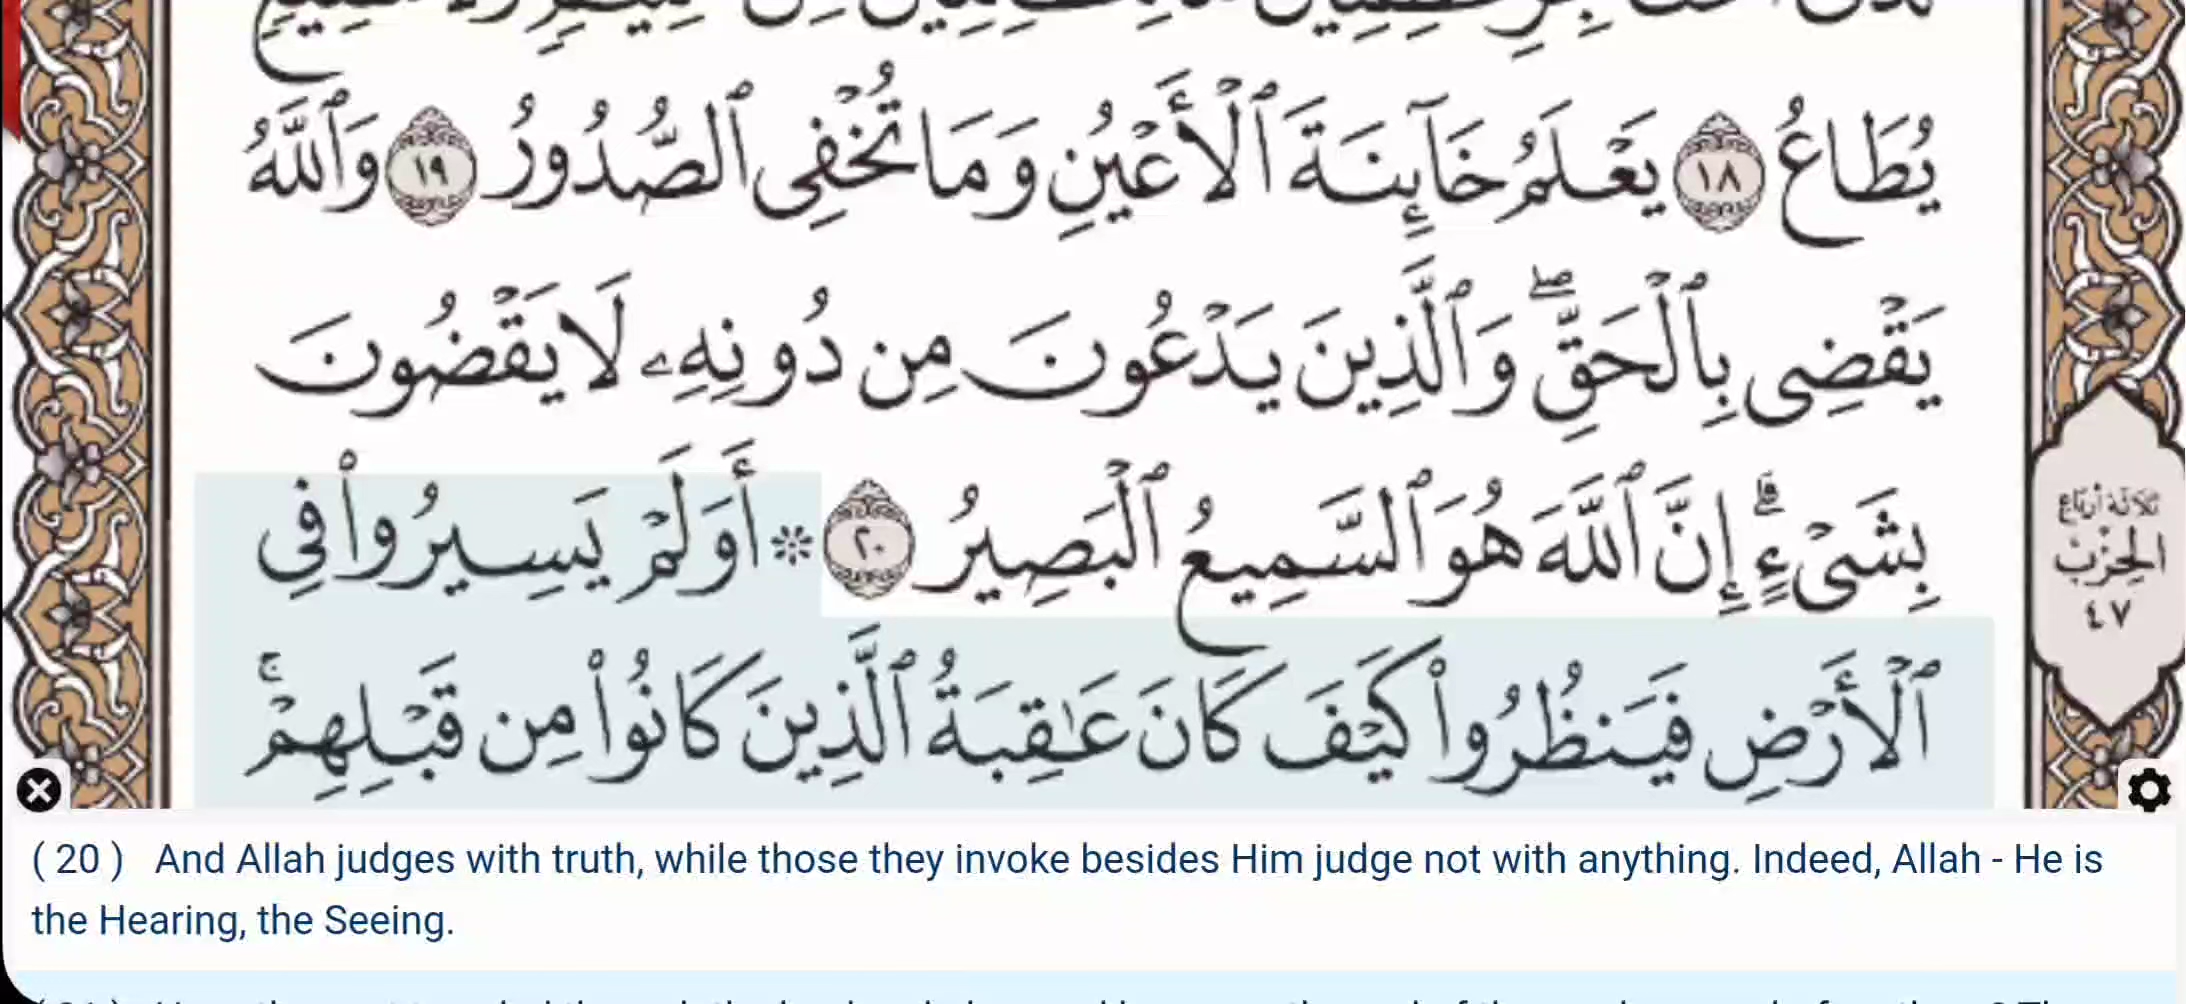 يُطَاعُ ١٨ يَعْلَمُ خَآئِنَةَ ٱلْأَعْيُنِ وَمَا تُخْفِى ٱلصُّدُورُ ١٩ وَٱللَّهُ
يَقْضِى بِٱلْحَقِّ ۖ وَٱلَّذِينَ يَدْعُونَ مِن دُونِهِۦ لَا يَقْضُونَ
بِشَىْءٍ ۗ إِنَّ ٱللَّهَ هُوَ ٱلسَّمِيعُ ٱلْبَصِيرُ ٢٠ ۞ أَوَلَمْ يَسِيرُوا۟ فِى
ٱلْأَرْضِ فَيَنظُرُوا۟ كَيْفَ كَانَ عَـٰقِبَةُ ٱلَّذِينَ كَانُوا۟ مِن قَبْلِهِمْ ۚ
ثلاثة أرباع
الحزب
٤٧
( 20 ) And Allah judges with truth, while those they invoke besides Him judge not with anything. Indeed, Allah - He is
the Hearing, the Seeing.